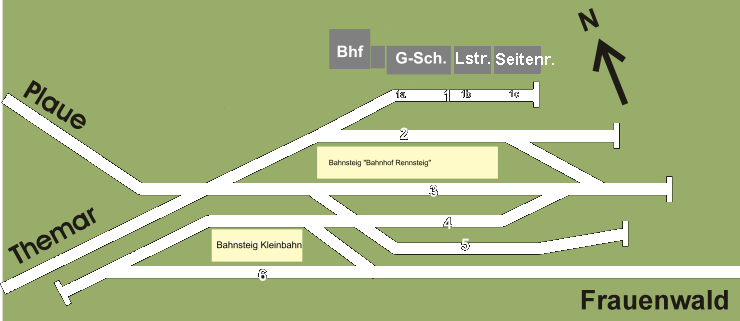 N
Bhf
G-Sch.
Lstr.
Seitenr.
Plaue
1a
1
1b
1c
2
Bahnsteig "Bahnhof Rennsteig"
3
Themar
4
Bahnsteig Kleinbahn
5
6
Frauenwald